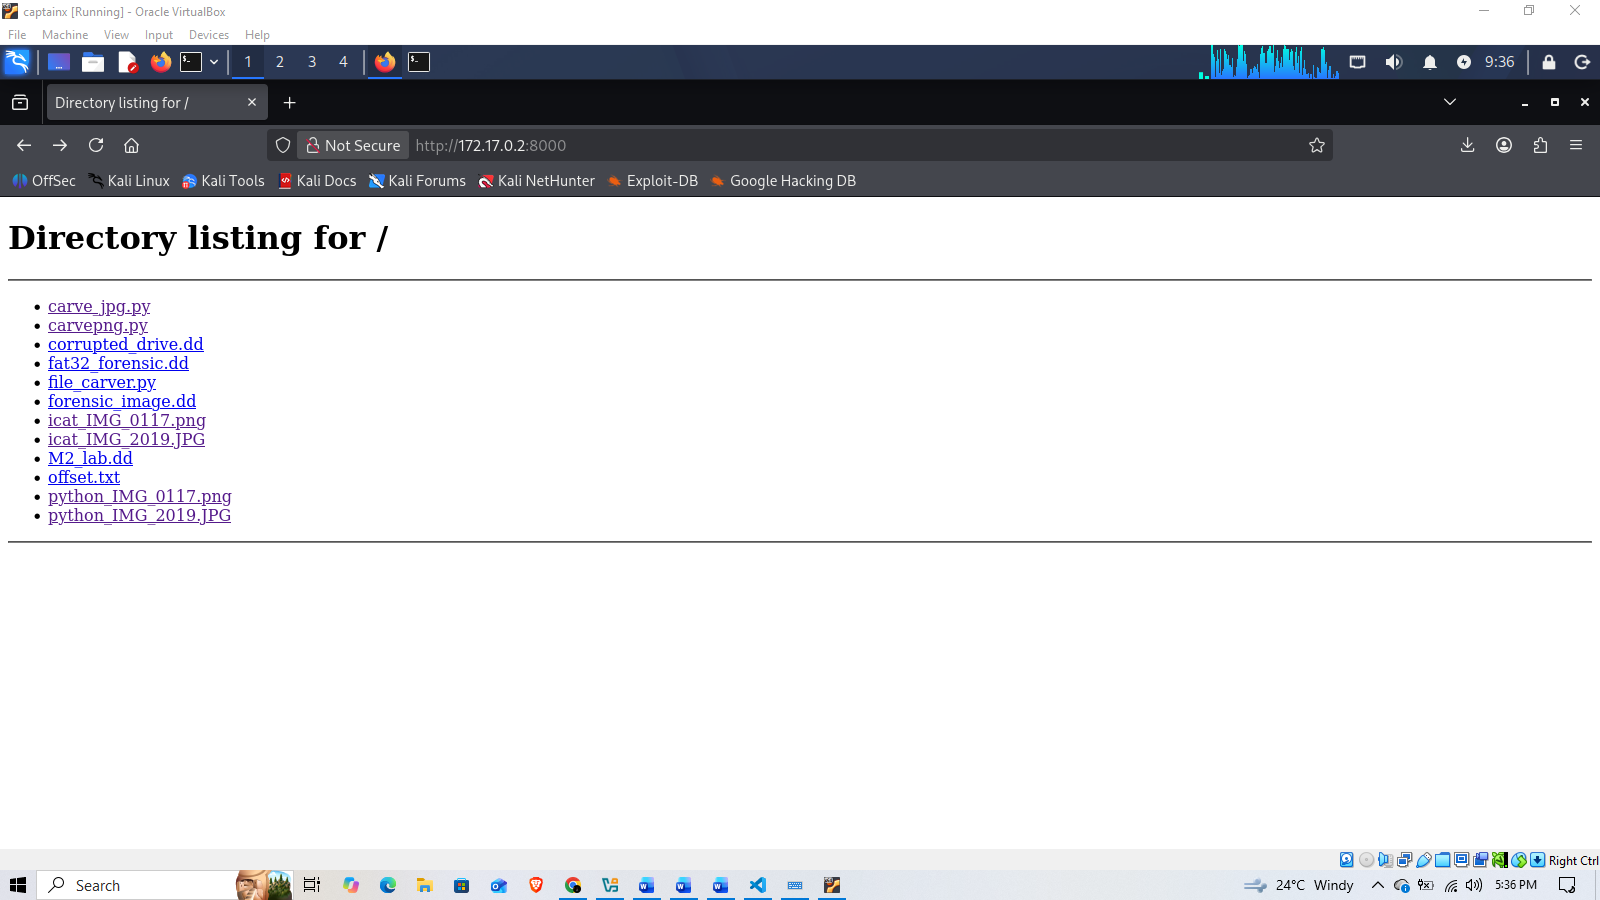 captainx [Running] - Oracle VirtualBox
File Machine View Input Devices Help
1 2 3 4 9:36
Directory listing for /
Not Secure http://172.17.0.2:8000
OffSec Kali Linux Kali Tools Kali Docs Kali Forums Kali NetHunter Exploit-DB Google Hacking DB
Directory listing for /
carve_jpg.py
carvepng.py
corrupted_drive.dd
fat32_forensic.dd
file_carver.py
forensic_image.dd
icat_IMG_0117.png
icat_IMG_2019.JPG
M2_lab.dd
offset.txt
python_IMG_0117.png
python_IMG_2019.JPG
Right Ctrl
Search 24°C Windy 5:36 PM